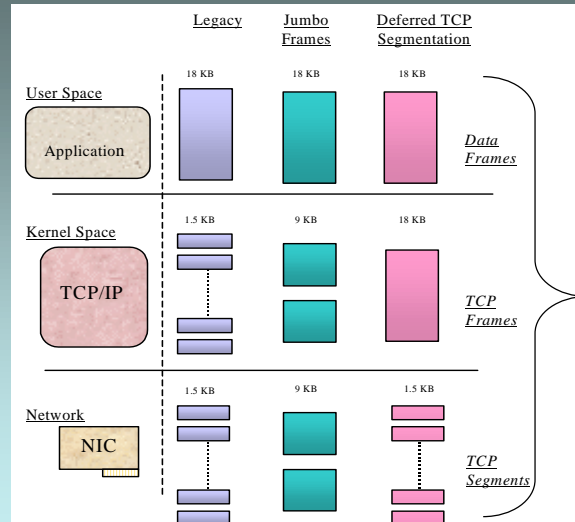 Legacy
Jumbo
Frames
Deferred TCP
Segmentation
18 KB
18 KB
18 KB
User Space
Application
Data
Frames
Kernel Space
1.5 KB
9 KB
18 KB
TCP/IP
TCP
Frames
1.5 KB
9 KB
1.5 KB
Network
NIC
TCP
Segments